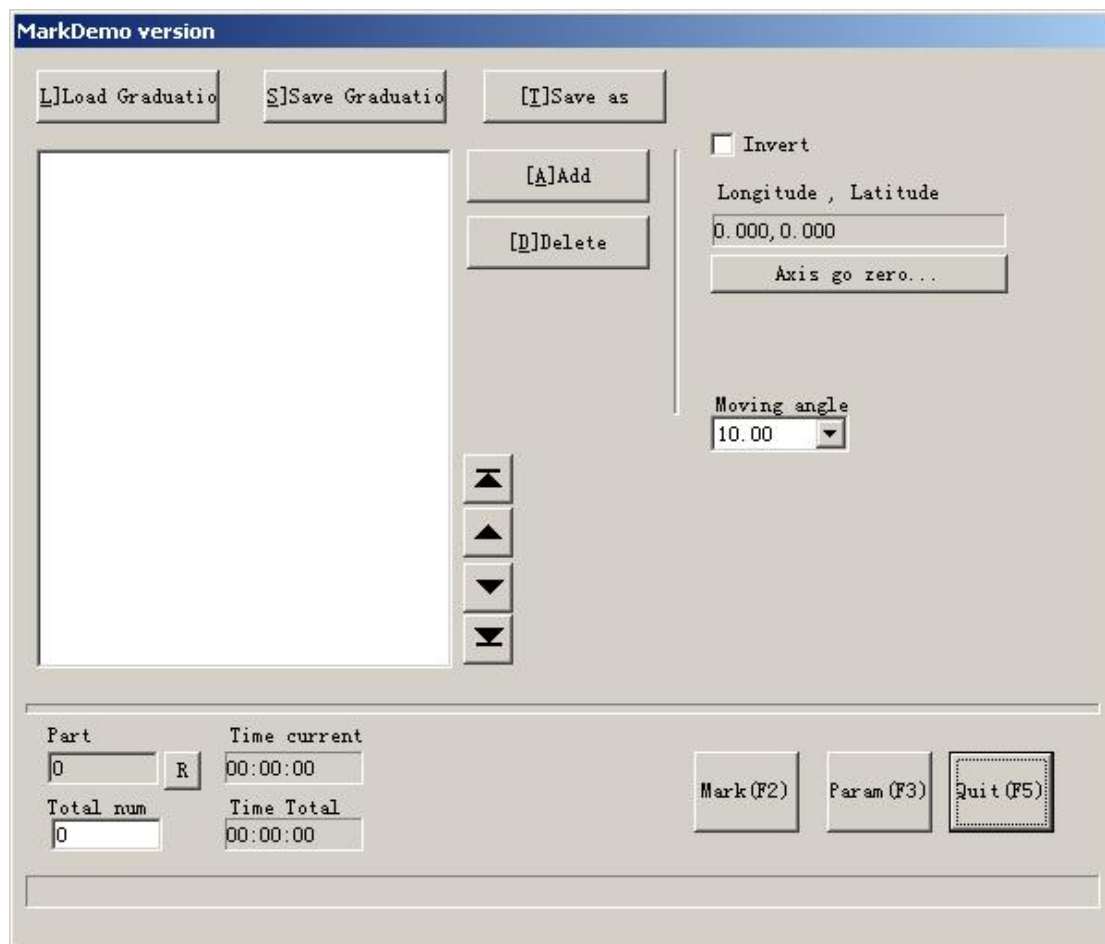 MarkDemo version
L]Load Graduatio
S]Save Graduatio
[T]Save as
[A]Add
[D]Delete
Invert
Longitude , Latitude
0.000,0.000
Axis go zero...
Moving angle
10.00
Part
Time current
0
R
00:00:00
Total num
Time Total
0
00:00:00
Mark(F2)
Param(F3)
Quit(F5)